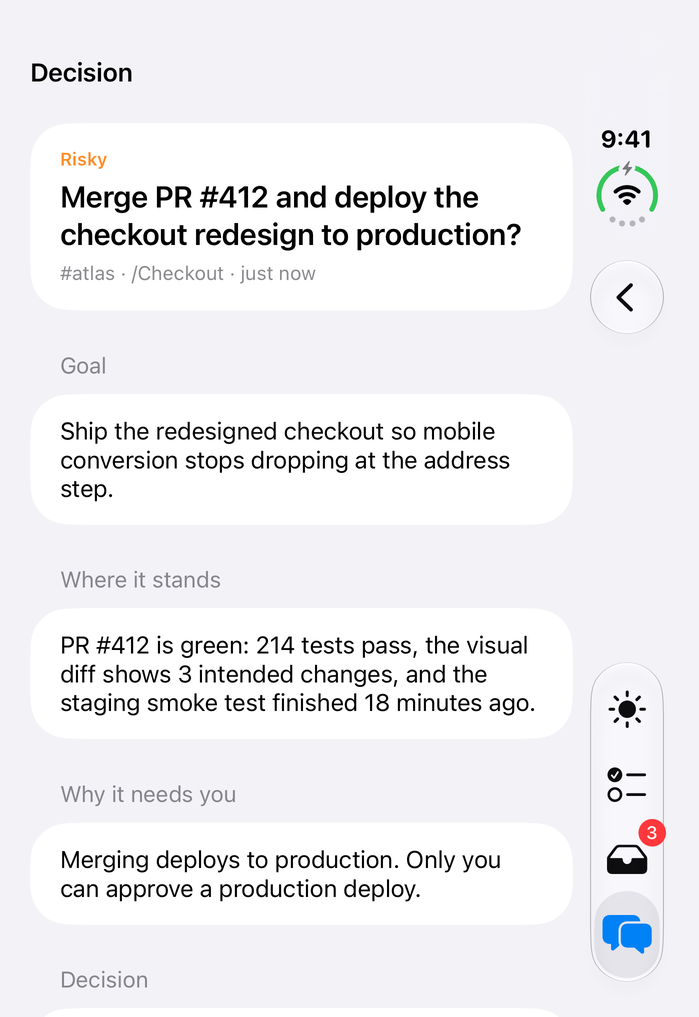 Decision
Risky
Merge PR #412 and deploy the
checkout redesign to production?
#atlas · /Checkout · just now
9:41
Goal
Ship the redesigned checkout so mobile
conversion stops dropping at the address
step.
Where it stands
PR #412 is green: 214 tests pass, the visual
diff shows 3 intended changes, and the
staging smoke test finished 18 minutes ago.
Why it needs you
Merging deploys to production. Only you
can approve a production deploy.
3
Decision